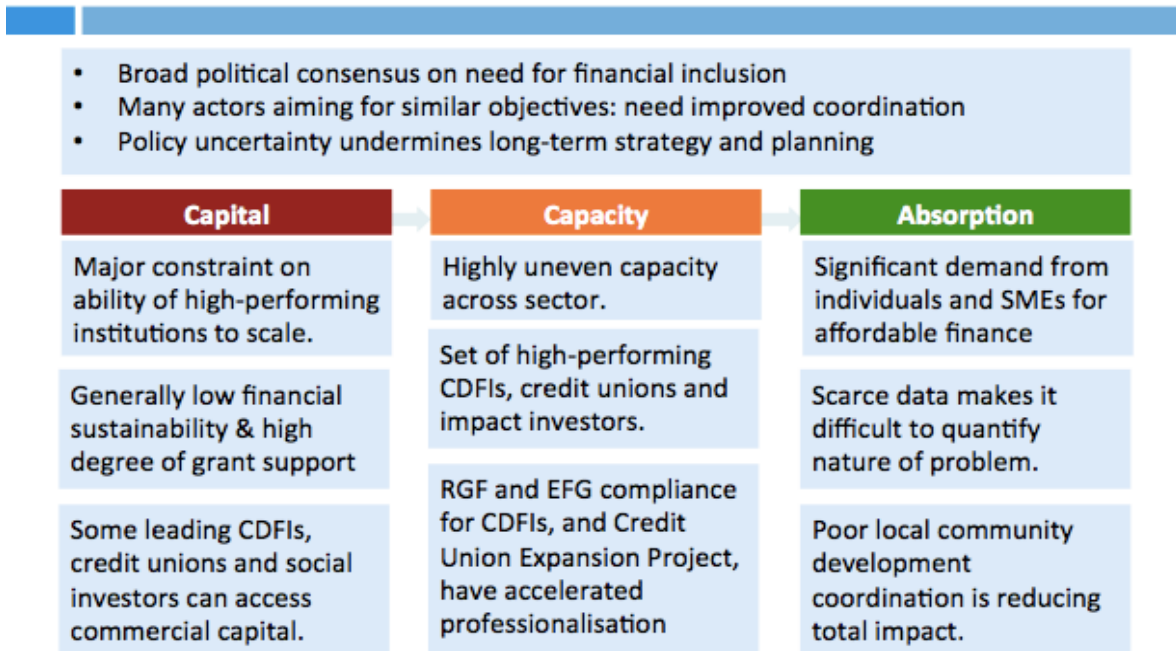 • Broad political consensus on need for financial inclusion
• Many actors aiming for similar objectives: need improved coordination
• Policy uncertainty undermines long-term strategy and planning
Capital
Major constraint on
ability of high-performing
institutions to scale.
Generally low financial
sustainability & high
degree of grant support
Some leading CDFIs,
credit unions and social
investors can access
commercial capital.
Capacity
Highly uneven capacity
across sector.
Set of high-performing
CDFIs, credit unions and
impact investors.
RGF and EFG compliance
for CDFIs, and Credit
Union Expansion Project,
have accelerated
professionalisation
Absorption
Significant demand from
individuals and SMEs for
affordable finance
Scarce data makes it
difficult to quantify
nature of problem.
Poor local community
development
coordination is reducing
total impact.